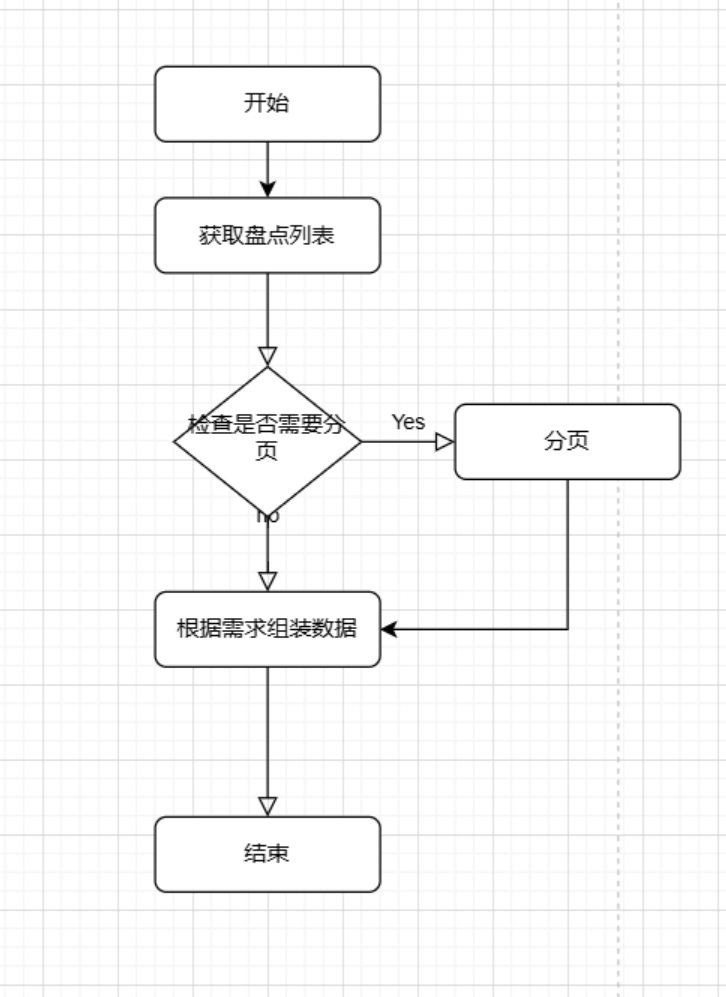 开始
获取盘点列表
检查是否需要分
页
Yes
分页
no
根据需求组装数据
结束